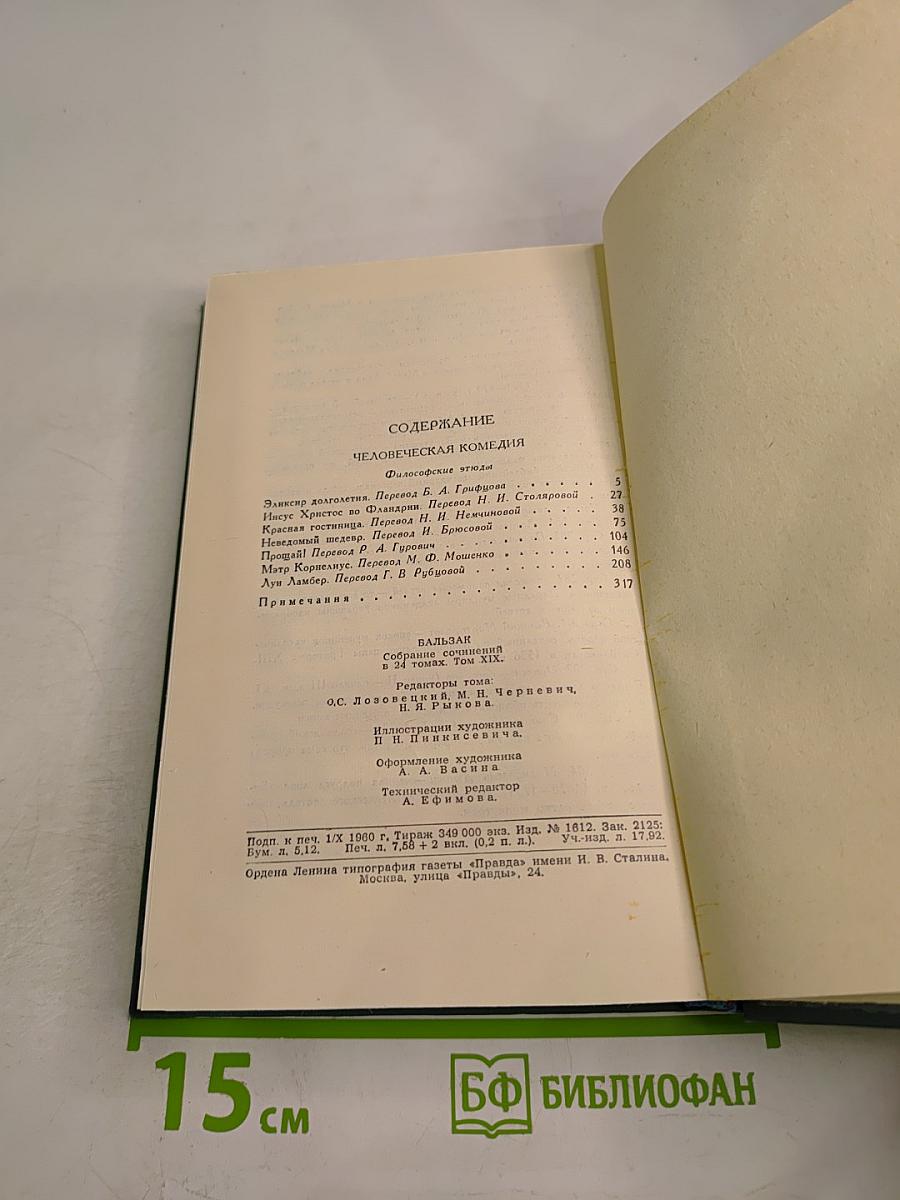 СОДЕРЖАНИЕ
ЧЕЛОВЕЧЕСКАЯ КОМЕДИЯ
Философские этюды
Эликсир долголетия. Перевод Б. А. Грифцова . . . . . . 5
Иисус Христос во Фландрии. Перевод Н. И. Столяровой . 27
Красная гостиница. Перевод Н. И. Немчиновой . . . . . 38
Неведомый шедевр. Перевод И. Брюсовой . . . . . . . 75
Прощай! Перевод Р. А. Гурович . . . . . . . . . . 104
Мэтр Корнелиус. Перевод М. Ф. Мошенко . . . . . . . 146
Луи Ламбер. Перевод Г. В Рубцовой . . . . . . . . . 208
Примечания . . . . . . . . . . . . . . . . 317
БАЛЬЗАК
Собрание сочинений
в 24 томах. Том XIX.
Редакторы тома:
О.С. Лозовецкий, М. Н. Черневич,
Н. Я. Рыкова.
Иллюстрации художника
П Н. Пинкисевича.
Оформление художника
А. А. Васина
Технический редактор
А. Ефимова.
Подп. к печ. 1/X 1960 г. Тираж 349 000 экз. Изд. № 1612. Зак. 2125:
Бум. л. 5,12. Печ. л. 7,58 + 2 вкл. (0,2 п. л.). Уч.-изд. л. 17,92.
Ордена Ленина типография газеты «Правда» имени И. В. Сталина.
Москва, улица «Правды», 24.
15 см
БФ БИБЛИОФАН